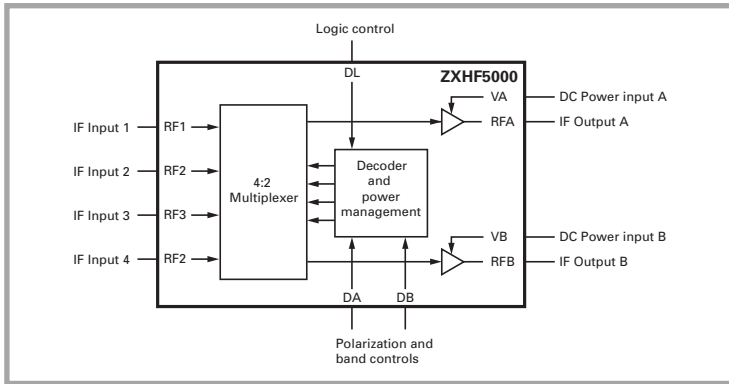 Logic control
DL
ZXHF5000
VA
DC Power input A
IF Input 1
RF1
RFA
IF Output A
IF Input 2
RF2
4:2
Multiplexer
Decoder
and
power
management
IF Input 3
RF3
VB
DC Power input B
IF Input 4
RF2
RFB
IF Output B
DA
DB
Polarization and
band controls